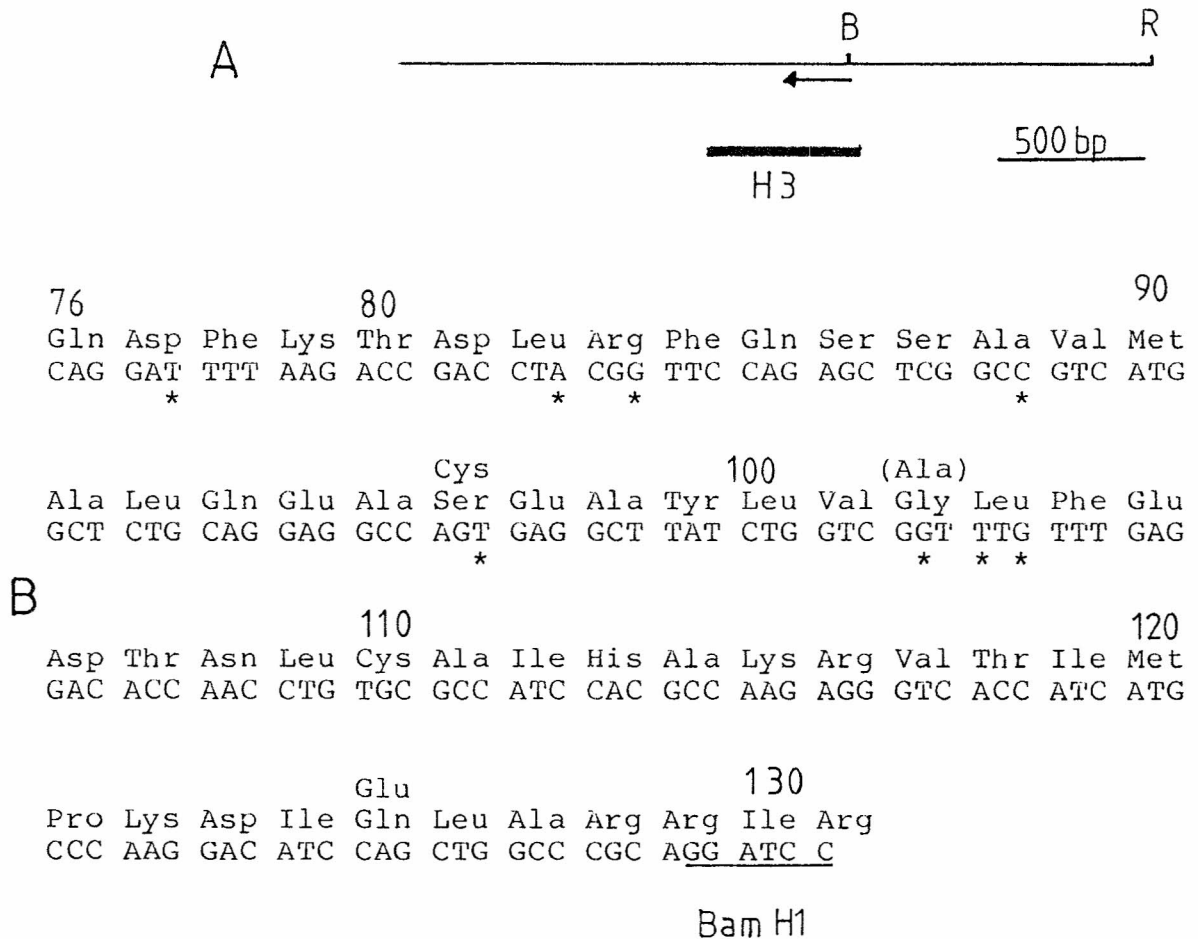 A B R
500 bp
H3
76 80 90
Gln Asp Phe Lys Thr Asp Leu Arg Phe Gln Ser Ser Ala Val Met
CAG GAT TTT AAG ACC GAC CTA CGG TTC CAG AGC TCG GCC GTC ATG
* * * *
Cys 100 (Ala)
Ala Leu Gln Glu Ala Ser Glu Ala Tyr Leu Val Gly Leu Phe Glu
GCT CTG CAG GAG GCC AGT GAG GCT TAT CTG GTC GGT TTG TTT GAG
* * * *
B
110 120
Asp Thr Asn Leu Cys Ala Ile His Ala Lys Arg Val Thr Ile Met
GAC ACC AAC CTG TGC GCC ATC CAC GCC AAG AGG GTC ACC ATC ATG
Glu 130
Pro Lys Asp Ile Gln Leu Ala Arg Arg Ile Arg
CCC AAG GAC ATC CAG CTG GCC CGC AGG ATC C
Bam H1